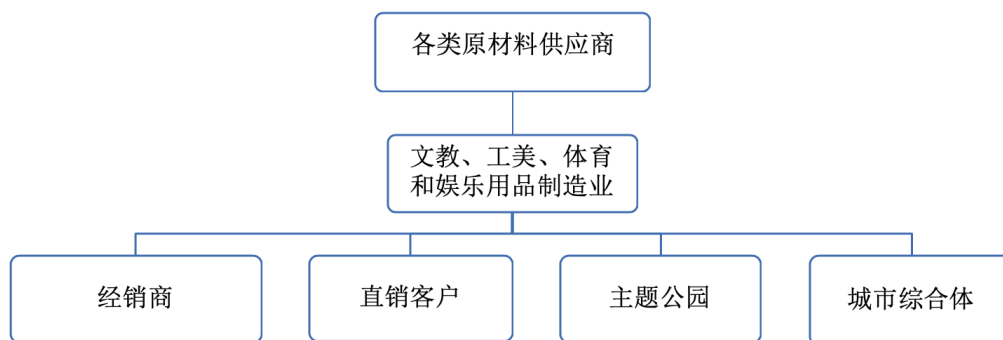 各类原材料供应商
文教、工美、体育
和娱乐用品制造业
经销商
直销客户
主题公园
城市综合体